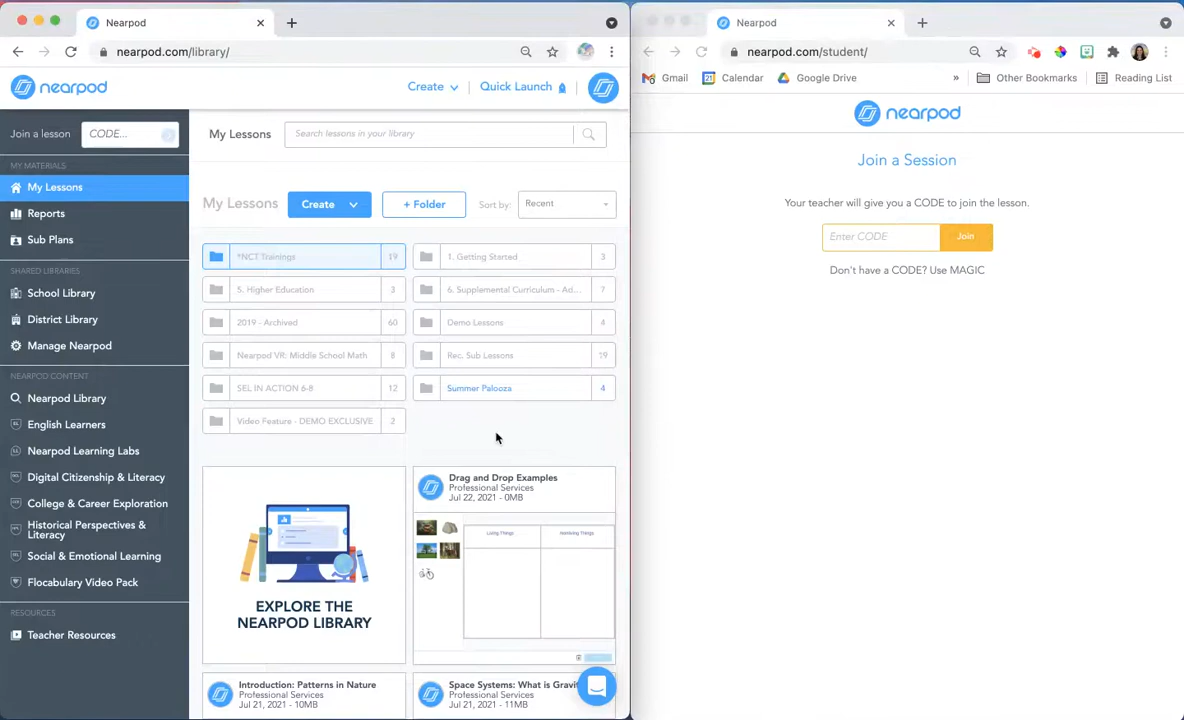 Nearpod
nearpod.com/library/
nearpod
Create
Quick Launch
Join a lesson
CODE...
MY MATERIALS
My Lessons
Reports
Sub Plans
SHARED LIBRARIES
School Library
District Library
Manage Nearpod
NEARPOD CONTENT
Nearpod Library
English Learners
Nearpod Learning Labs
Digital Citizenship & Literacy
College & Career Exploration
Historical Perspectives &
Literacy
Social & Emotional Learning
Flocabulary Video Pack
RESOURCES
Teacher Resources
My Lessons
Search lessons in your library
My Lessons
Create
+ Folder
Sort by:
Recent
*NCT Trainings 19
1. Getting Started 3
5. Higher Education 3
6. Supplemental Curriculum - Ad... 7
2019 - Archived 60
Demo Lessons 4
Nearpod VR: Middle School Math 8
Rec. Sub Lessons 19
SEL IN ACTION 6-8 12
Summer Palooza 4
Video Feature - DEMO EXCLUSIVE 2
EXPLORE THE
NEARPOD LIBRARY
Drag and Drop Examples
Professional Services
Jul 22, 2021 - 0MB
Living Things
Nonliving Things
Introduction: Patterns in Nature
Professional Services
Jul 21, 2021 - 10MB
Space Systems: What is Gravi
Professional Services
Jul 21, 2021 - 11MB
Nearpod
nearpod.com/student/
Gmail
Calendar
Google Drive
»
Other Bookmarks
Reading List
nearpod
Join a Session
Your teacher will give you a CODE to join the lesson.
Enter CODE
Join
Don't have a CODE? Use MAGIC